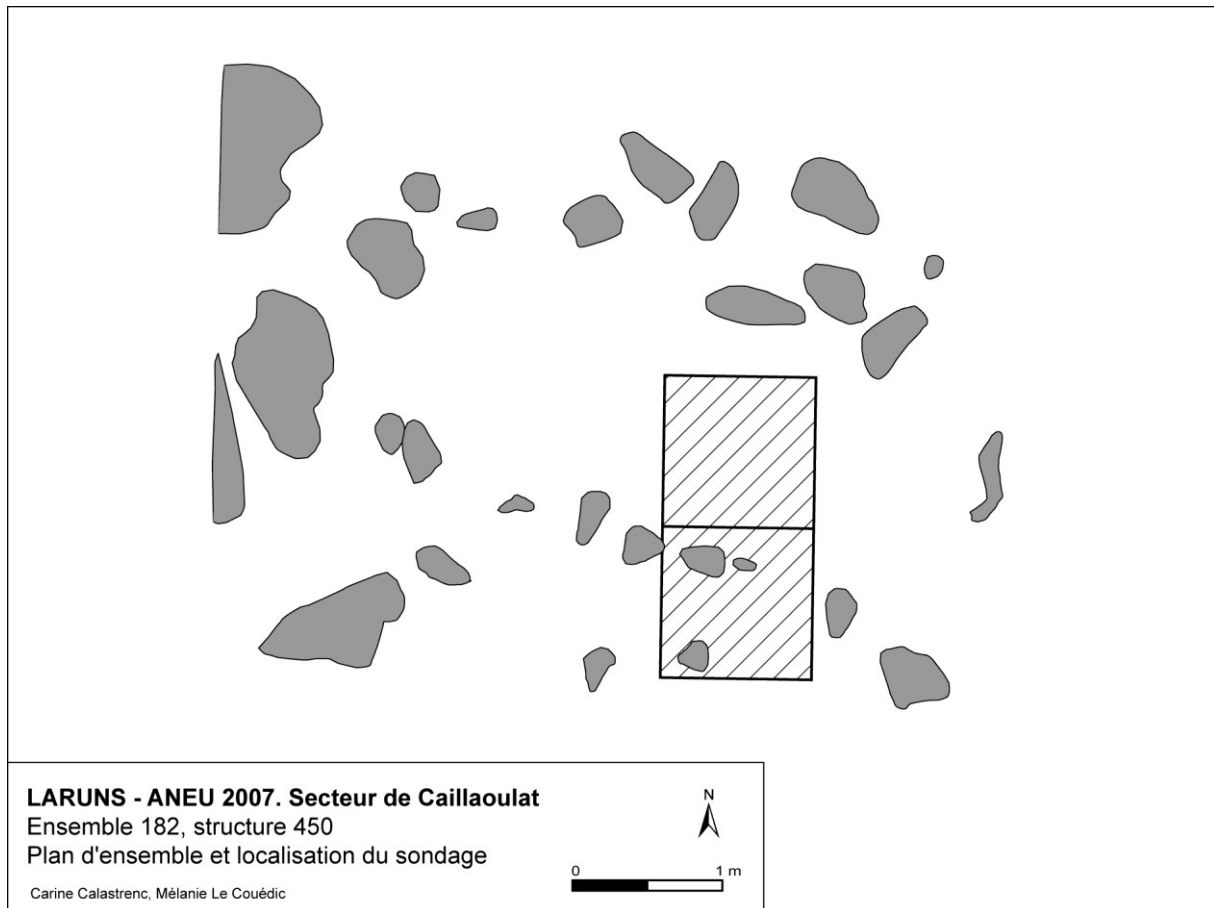 LARUNS - ANEU 2007. Secteur de Caillaoulat
Ensemble 182, structure 450
Plan d'ensemble et localisation du sondage
Carine Calastrenc, Mélanie Le Couédic
N
0 1 m